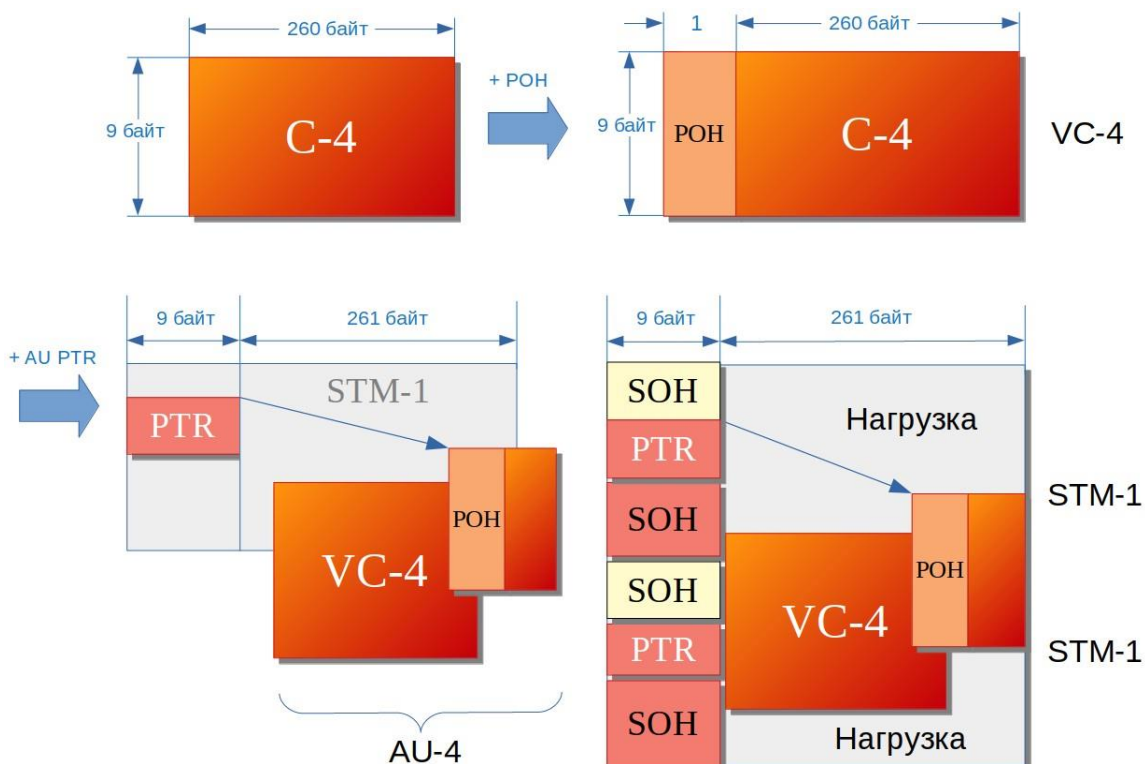 260 байт
9 байт
C-4
+ POH
1
260 байт
9 байт
POH
C-4
VC-4
+ AU PTR
9 байт
261 байт
STM-1
PTR
POH
VC-4
AU-4
9 байт
261 байт
SOH
Нагрузка
PTR
SOH
STM-1
POH
SOH
VC-4
PTR
STM-1
SOH
Нагрузка